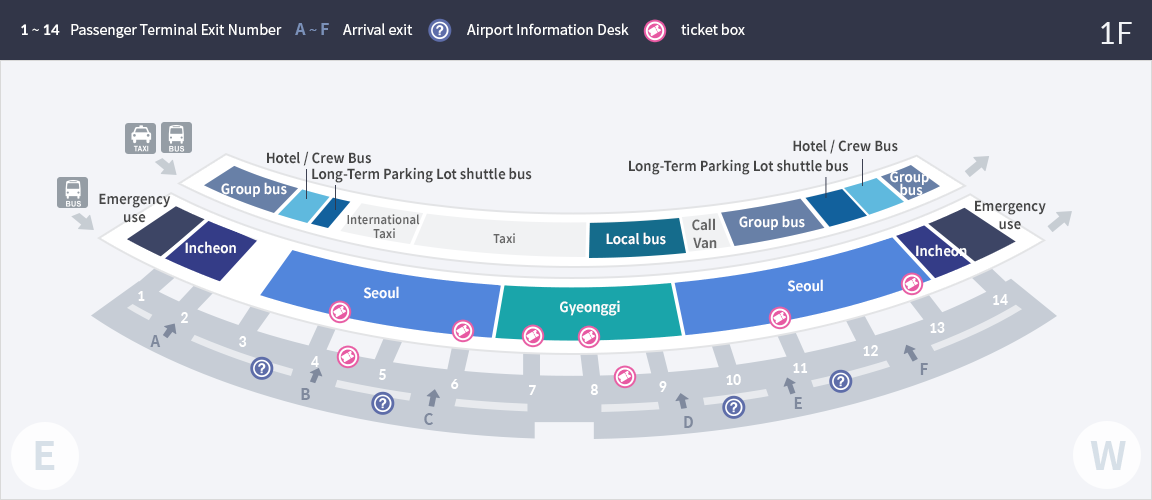 1 ~ 14 Passenger Terminal Exit Number A ~ F Arrival exit ? Airport Information Desk ticket box 1F
TAXI BUS
Hotel / Crew Bus
Long-Term Parking Lot shuttle bus
Hotel / Crew Bus
Long-Term Parking Lot shuttle bus
BUS
Emergency
use
Group bus
International
Taxi
Taxi
Local bus
Call
Van
Group bus
Group
bus
Emergency
use
Incheon
Seoul
Gyeonggi
Seoul
Incheon
1
2
3
4
5
6
7
8
9
10
11
12
13
14
A
B
C
D
E
F
?
?
?
?
E
W